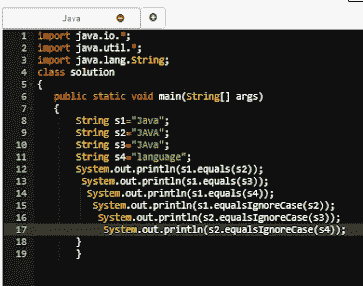 Java
1 import java.io.*;
2 import java.util.*;
3 import java.lang.String;
4 class solution
5 {
6 public static void main(String[] args)
7 {
8 String s1="Java";
9 String s2="JAVA";
10 String s3="JAva";
11 String s4="language";
12 System.out.println(s1.equals(s2));
13 System.out.println(s1.equals(s3));
14 System.out.println(s1.equals(s4));
15 System.out.println(s1.equalsIgnoreCase(s2));
16 System.out.println(s2.equalsIgnoreCase(s3));
17 System.out.println(s2.equalsIgnoreCase(s4));
18 }
19 }